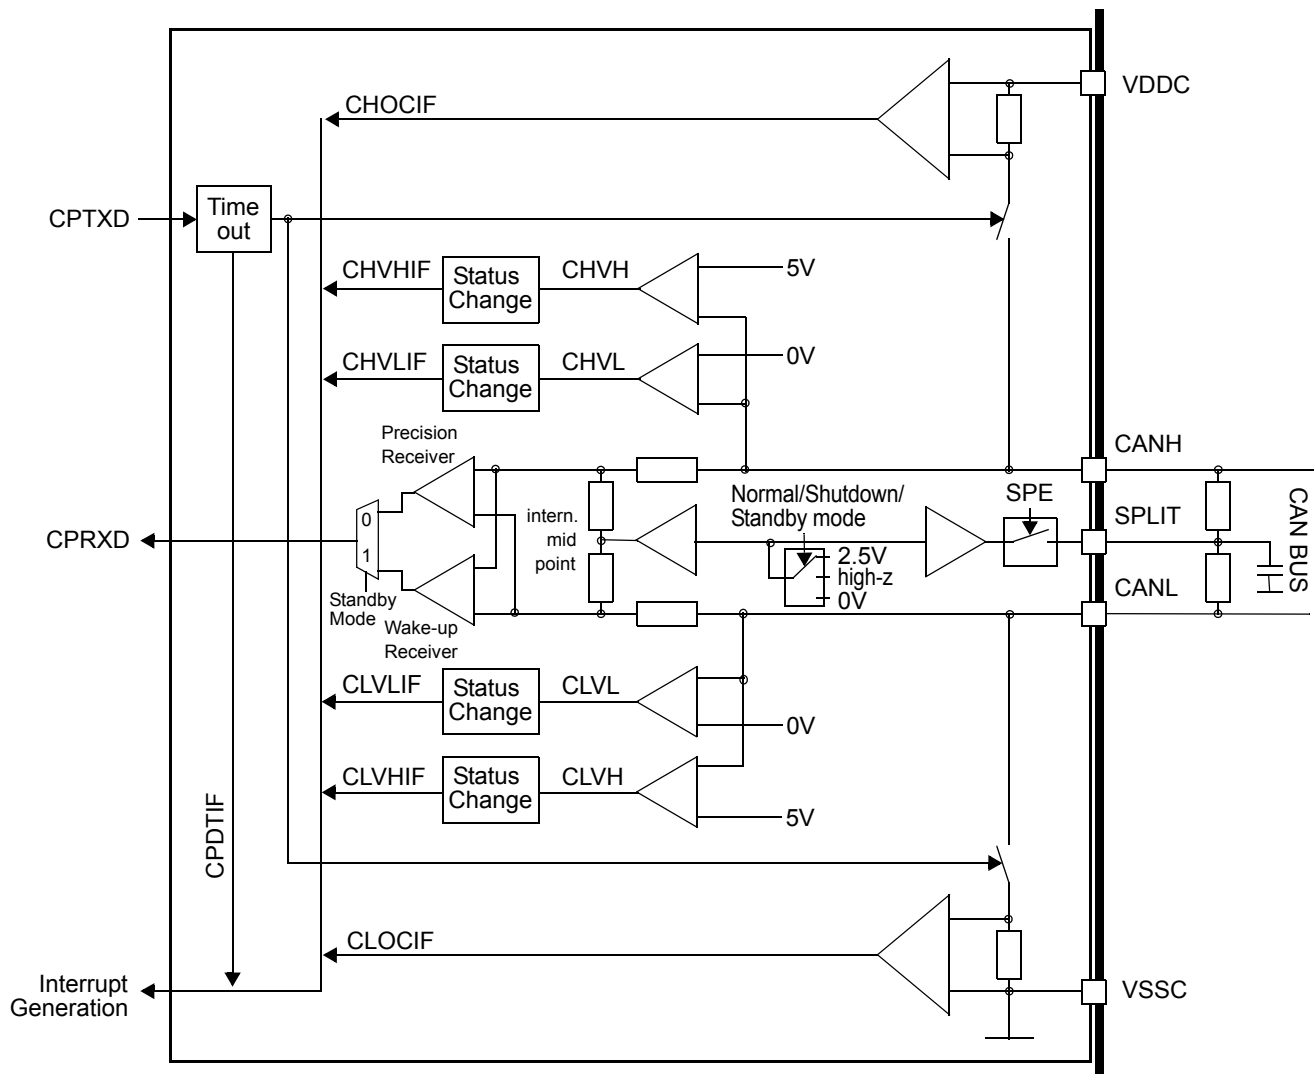 VDDC
CHOCIF
CPTXD
Time
out
CHVHIF
Status
Change
CHVH
5V
CHVLIF
Status
Change
CHVL
0V
Precision
Receiver
CANH
Normal/Shutdown/
Standby mode
SPE
SPLIT
CAN BUS
intern.
mid
point
0
1
CPRXD
2.5V
high-z
0V
CANL
Standby
Mode
Wake-up
Receiver
CLVLIF
Status
Change
CLVL
0V
CLVHIF
Status
Change
CLVH
5V
CPDTIF
CLOCIF
Interrupt
Generation
VSSC